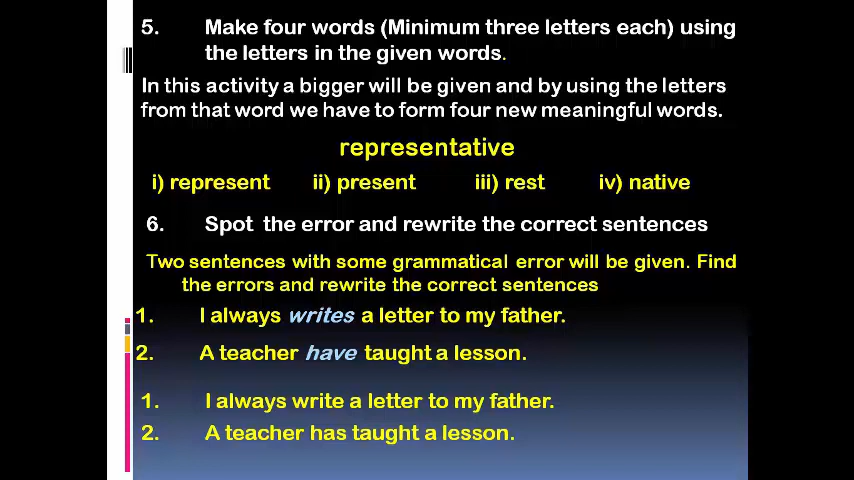 5. Make four words (Minimum three letters each) using
the letters in the given words.
In this activity a bigger will be given and by using the letters
from that word we have to form four new meaningful words.
representative
i) represent ii) present iii) rest iv) native
6. Spot the error and rewrite the correct sentences
Two sentences with some grammatical error will be given. Find
the errors and rewrite the correct sentences
1. I always writes a letter to my father.
2. A teacher have taught a lesson.
1. I always write a letter to my father.
2. A teacher has taught a lesson.